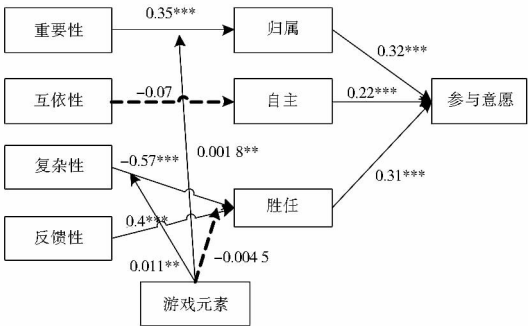 重要性
0.35***
归属
0.32***
互依性
-0.07
自主
0.22***
参与意愿
复杂性
-0.57***
0.001 8**
0.31***
胜任
反馈性
0.4***
0.011**
-0.004 5
游戏元素